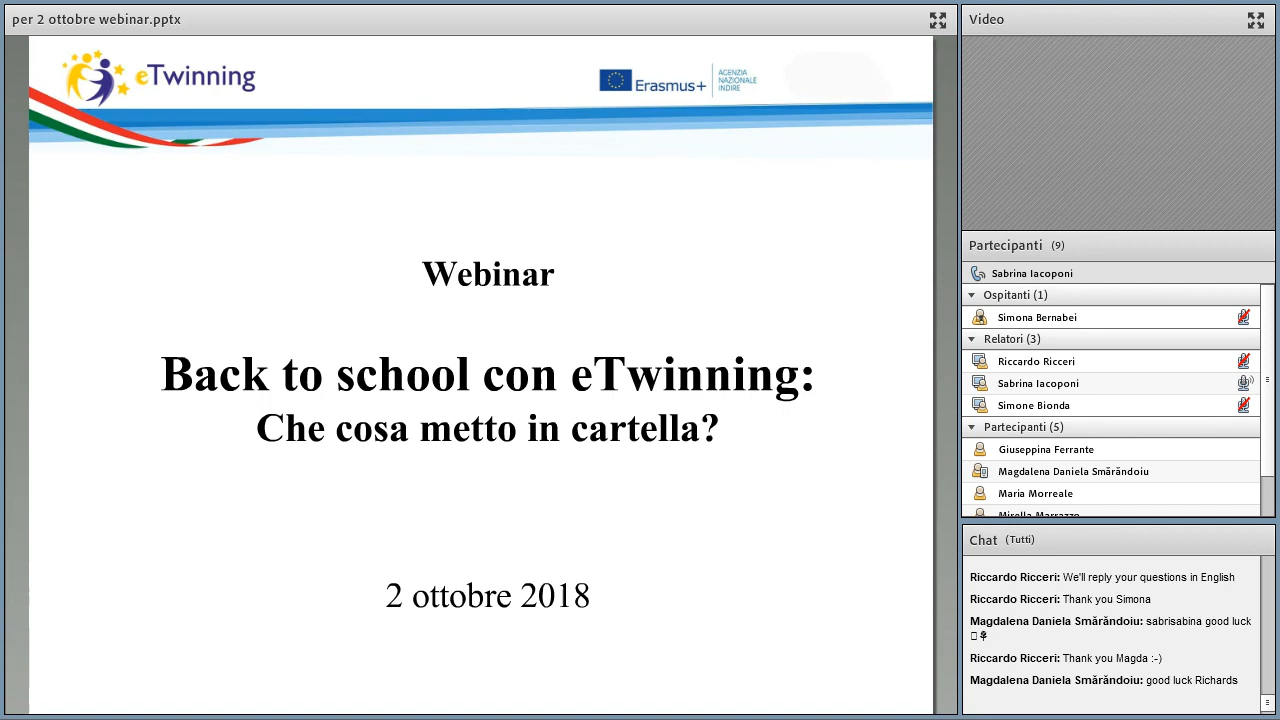 per 2 ottobre webinar.pptx
eTwinning
Erasmus+
AGENZIA
NAZIONALE
INDIRE
Webinar
Back to school con eTwinning:
Che cosa metto in cartella?
2 ottobre 2018
Video
Partecipanti (9)
Sabrina Iacoponi
Ospitanti (1)
Simona Bernabei
Relatori (3)
Riccardo Ricceri
Sabrina Iacoponi
Simone Bionda
Partecipanti (5)
Giuseppina Ferrante
Magdalena Daniela Smărăndoiu
Maria Morreale
Mirella Marrazzo
Chat (Tutti)
Riccardo Ricceri: We'll reply your questions in English
Riccardo Ricceri: Thank you Simona
Magdalena Daniela Smărăndoiu: sabrisabina good luck
Riccardo Ricceri: Thank you Magda :-)
Magdalena Daniela Smărăndoiu: good luck Richards